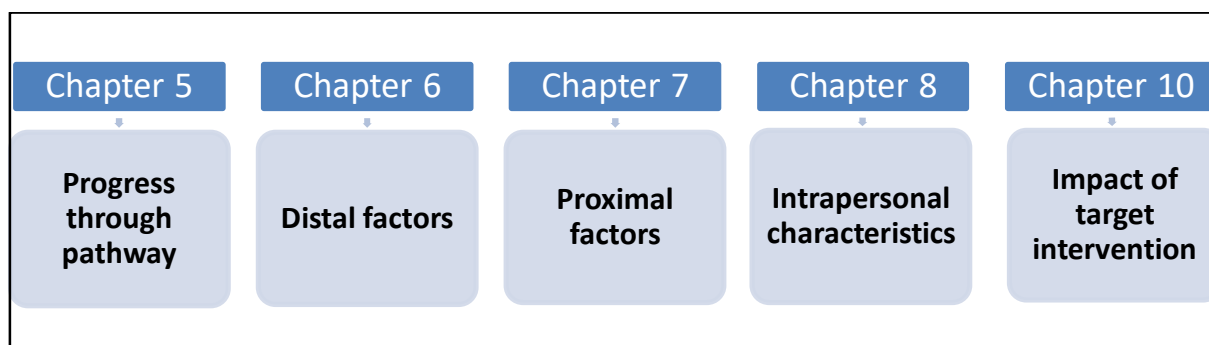 Chapter 5
Progress
through
pathway
Chapter 6
Distal factors
Chapter 7
Proximal
factors
Chapter 8
Intrapersonal
characteristics
Chapter 10
Impact of
target
intervention